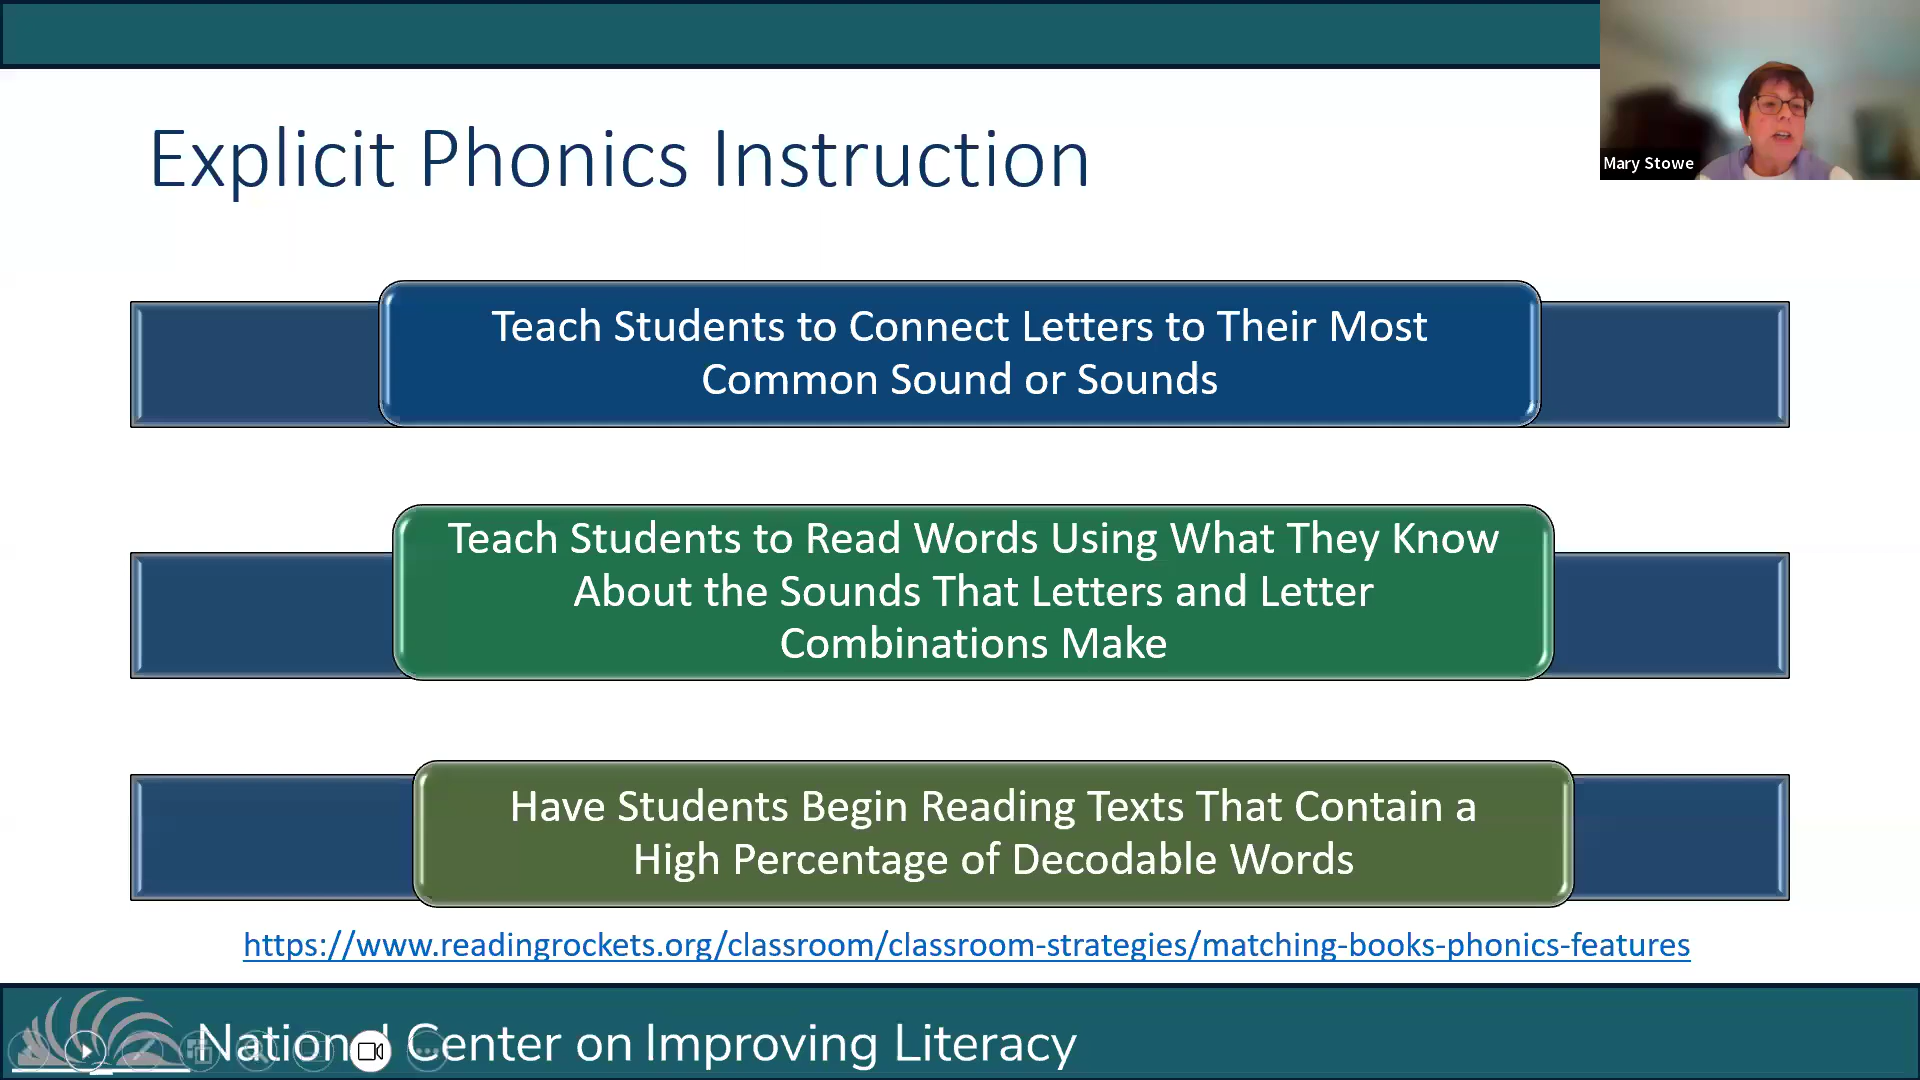 Explicit Phonics Instruction
Mary Stowe
Teach Students to Connect Letters to Their Most
Common Sound or Sounds
Teach Students to Read Words Using What They Know
About the Sounds That Letters and Letter
Combinations Make
Have Students Begin Reading Texts That Contain a
High Percentage of Decodable Words
https://www.readingrockets.org/classroom/classroom-strategies/matching-books-phonics-features
National Center on Improving Literacy